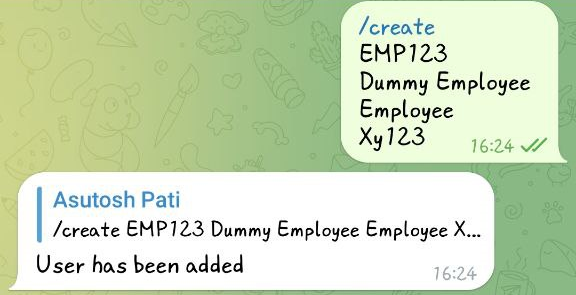 /create
EMP123
Dummy Employee
Employee
Xy123
16:24
Asutosh Pati
/create EMP123 Dummy Employee Employee X...
User has been added
16:24